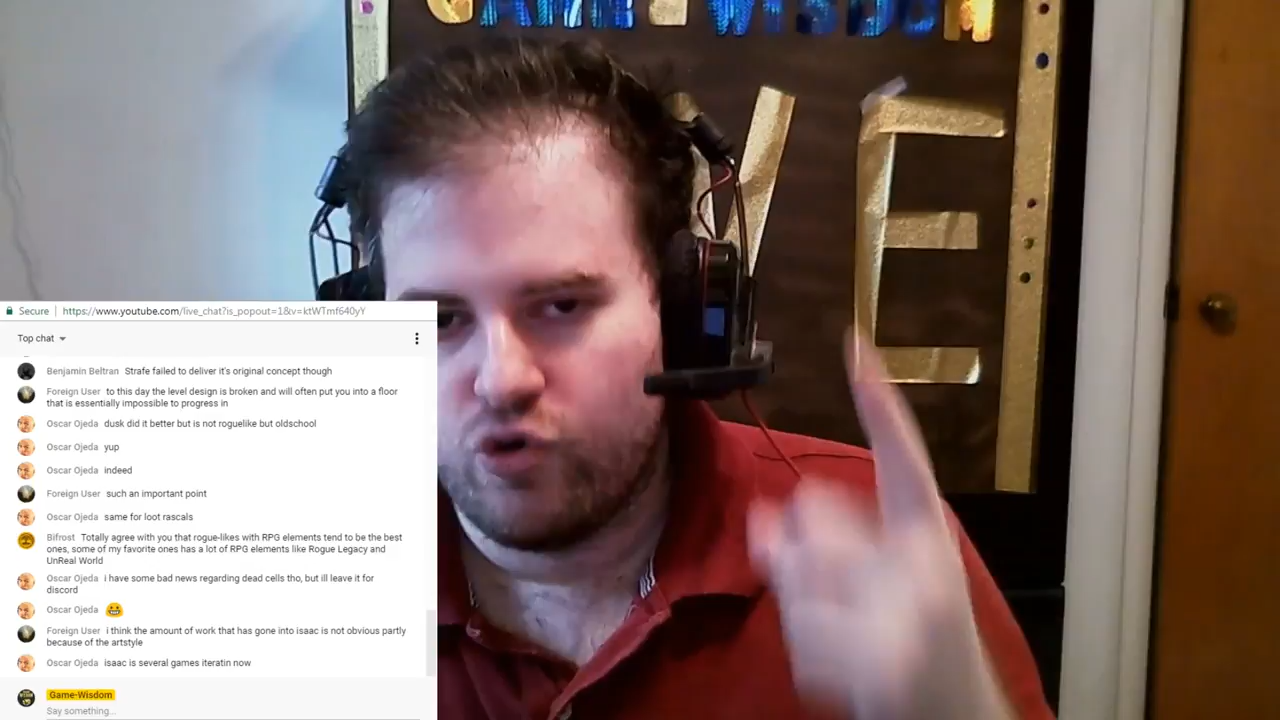 GAME WISDOM
VE
Secure https://www.youtube.com/live_chat?is_popout=1&v=ktWTmf640yY
Top chat
Benjamin Beltran Strafe failed to deliver it's original concept though
Foreign User to this day the level design is broken and will often put you into a floor
that is essentially impossible to progress in
Oscar Ojeda dusk did it better but is not roguelike but oldschool
Oscar Ojeda yup
Oscar Ojeda indeed
Foreign User such an important point
Oscar Ojeda same for loot rascals
Bifrost Totally agree with you that rogue-likes with RPG elements tend to be the best
ones, some of my favorite ones has a lot of RPG elements like Rogue Legacy and
UnReal World
Oscar Ojeda i have some bad news regarding dead cells tho, but ill leave it for
discord
Oscar Ojeda 😁
Foreign User i think the amount of work that has gone into isaac is not obvious partly
because of the artstyle
Oscar Ojeda isaac is several games iteratin now
Game-Wisdom
Say something...